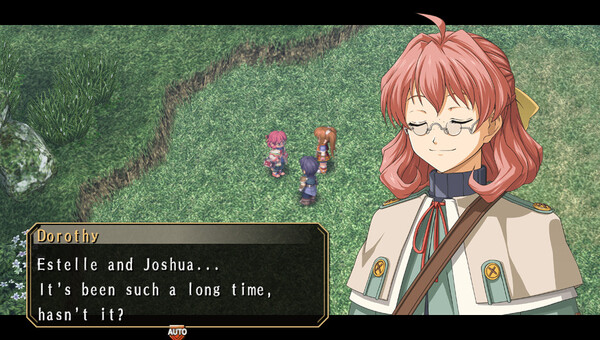 Dorothy
Estelle and Joshua...
It's been such a long time,
hasn't it?
AUTO